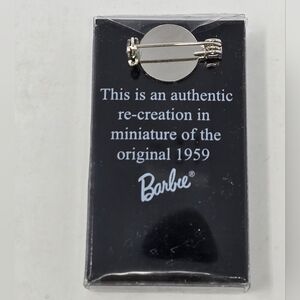 This is an authentic
re-creation in
miniature of the
original 1959
Barbie